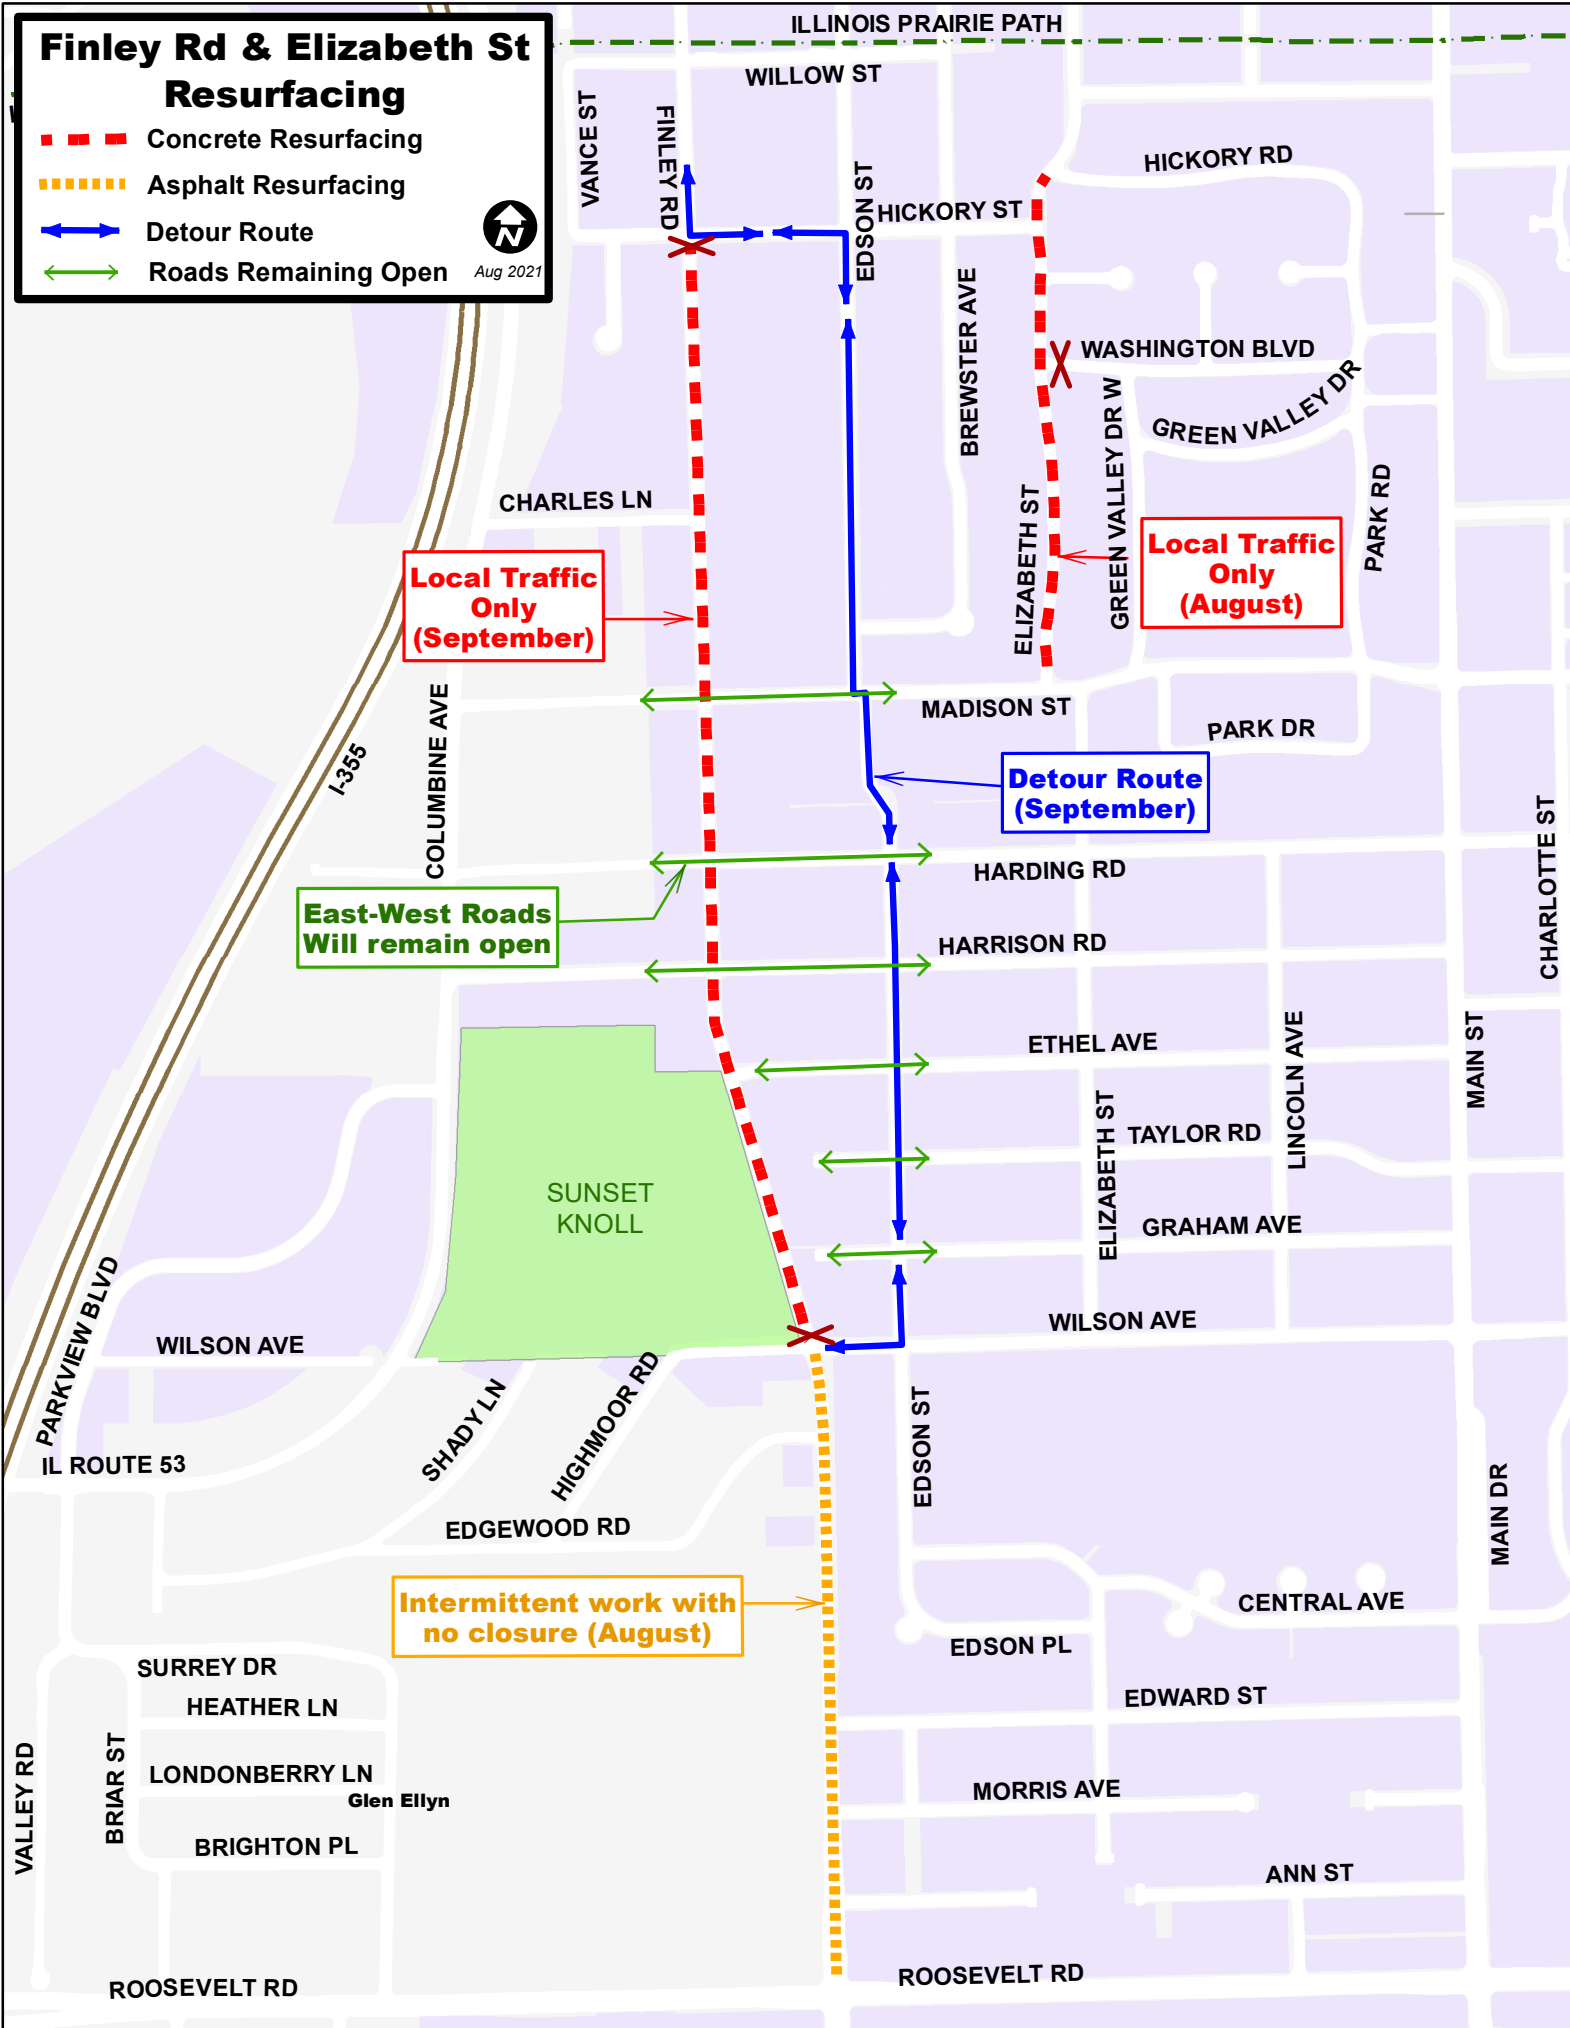 Finley Rd & Elizabeth St
Resurfacing
Concrete Resurfacing
Asphalt Resurfacing
Detour Route
Roads Remaining Open
N
Aug 2021
ILLINOIS PRAIRIE PATH
WILLOW ST
VANCE ST
FINLEY RD
EDSON ST
HICKORY ST
HICKORY RD
BREWSTER AVE
WASHINGTON BLVD
GREEN VALLEY DR
GREEN VALLEY DR W
PARK RD
CHARLES LN
ELIZABETH ST
Local Traffic
Only
(September)
Local Traffic
Only
(August)
COLUMBINE AVE
MADISON ST
PARK DR
I-355
Detour Route
(September)
CHARLOTTE ST
HARDING RD
East-West Roads
Will remain open
HARRISON RD
ETHEL AVE
LINCOLN AVE
MAIN ST
ELIZABETH ST
TAYLOR RD
SUNSET
KNOLL
GRAHAM AVE
PARKVIEW BLVD
WILSON AVE
WILSON AVE
SHADY LN
HIGHMOOR RD
EDSON ST
IL ROUTE 53
MAIN DR
EDGEWOOD RD
Intermittent work with
no closure (August)
CENTRAL AVE
EDSON PL
SURREY DR
HEATHER LN
EDWARD ST
VALLEY RD
BRIAR ST
LONDONBERRY LN
Glen Ellyn
MORRIS AVE
BRIGHTON PL
ANN ST
ROOSEVELT RD
ROOSEVELT RD